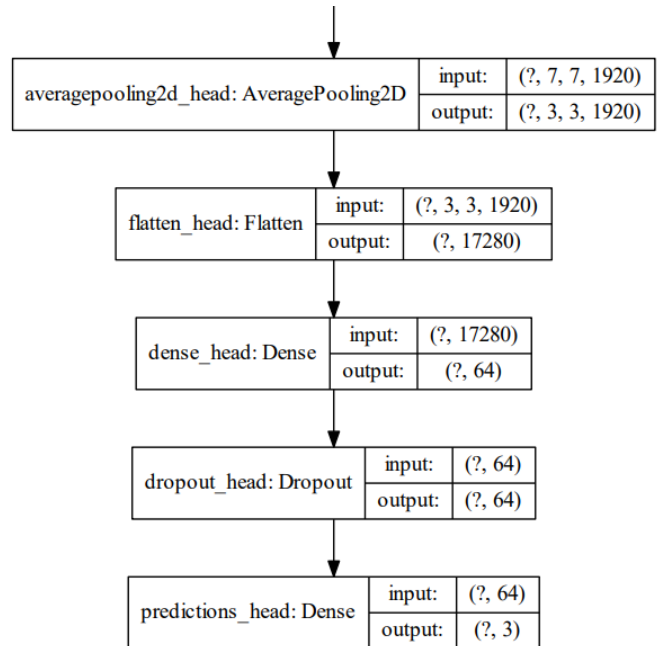 averagepooling2d_head: AveragePooling2D
input:
(?, 7, 7, 1920)
output:
(?, 3, 3, 1920)
flatten_head: Flatten
input:
(?, 3, 3, 1920)
output:
(?, 17280)
dense_head: Dense
input:
(?, 17280)
output:
(?, 64)
dropout_head: Dropout
input:
(?, 64)
output:
(?, 64)
predictions_head: Dense
input:
(?, 64)
output:
(?, 3)